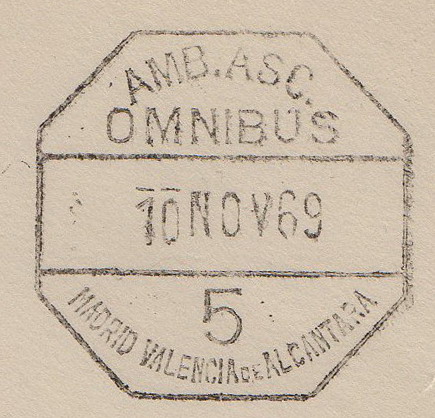 AMB. ASC.
OMNIBUS
10 NOV 69
5
MADRID VALENCIA DE ALCANTARA